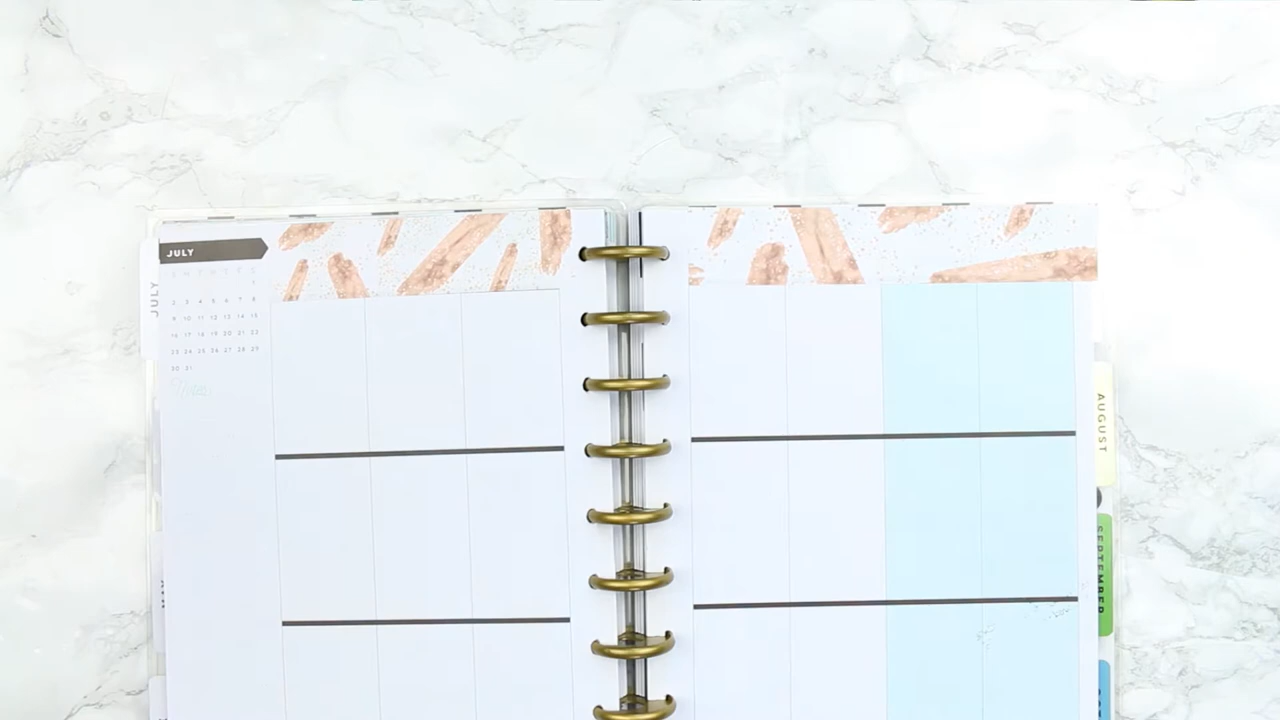 JULY
S M T W T F S
1
2 3 4 5 6 7 8
9 10 11 12 13 14 15
16 17 18 19 20 21 22
23 24 25 26 27 28 29
30 31
Notes
JULY
AUGUST
SEPTEMBER